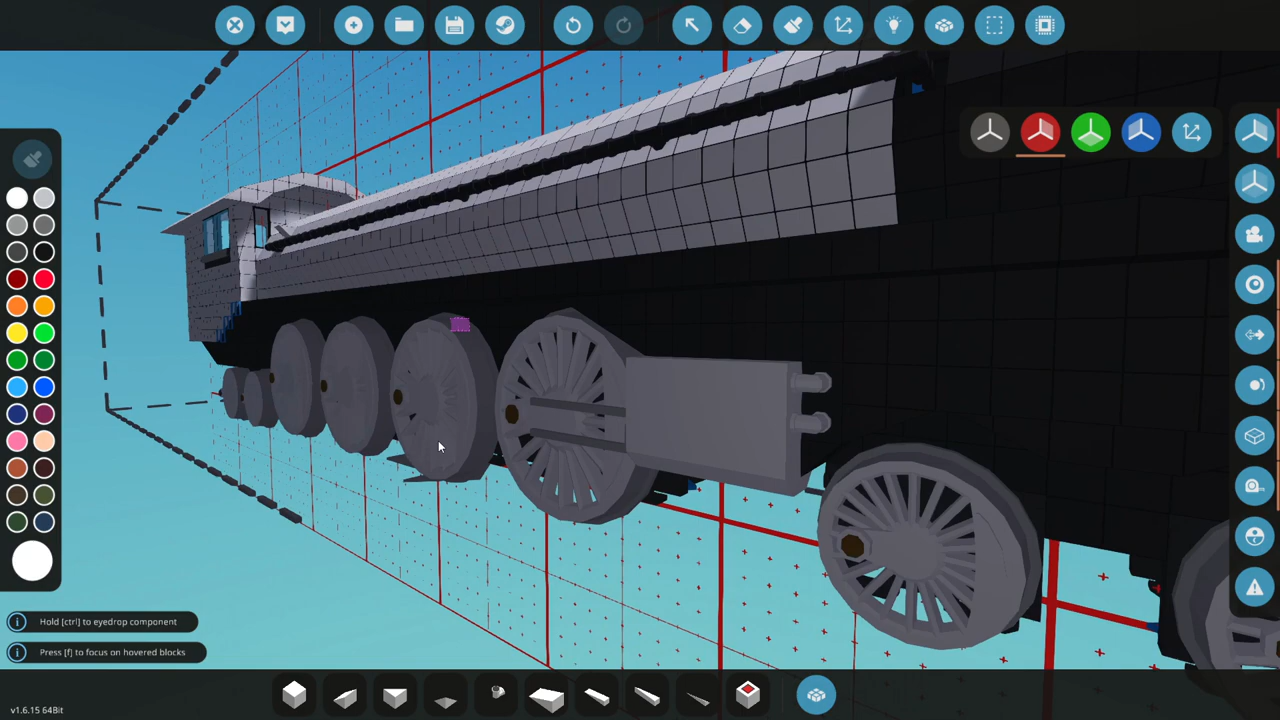 Hold [ctrl] to eyedrop component
Press [f] to focus on hovered blocks
v1.6.15 64Bit